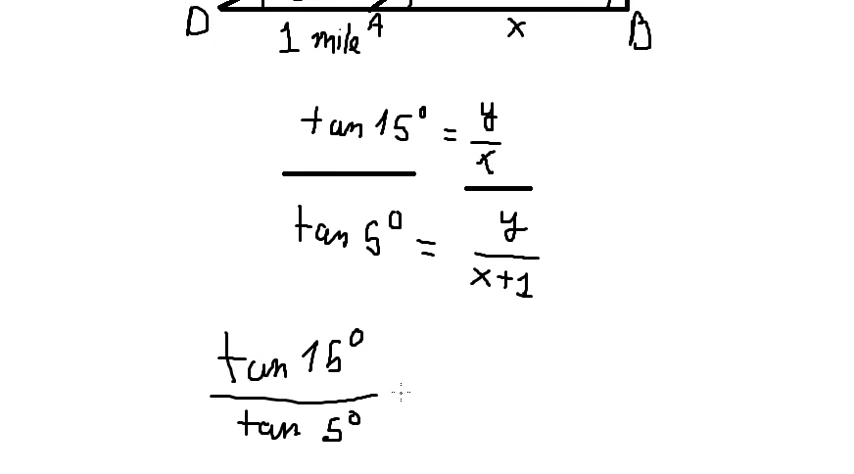 D 1 mile A x B
tan 15° = y/x
tan 5° = y/x+1
tan 15°
tan 5°